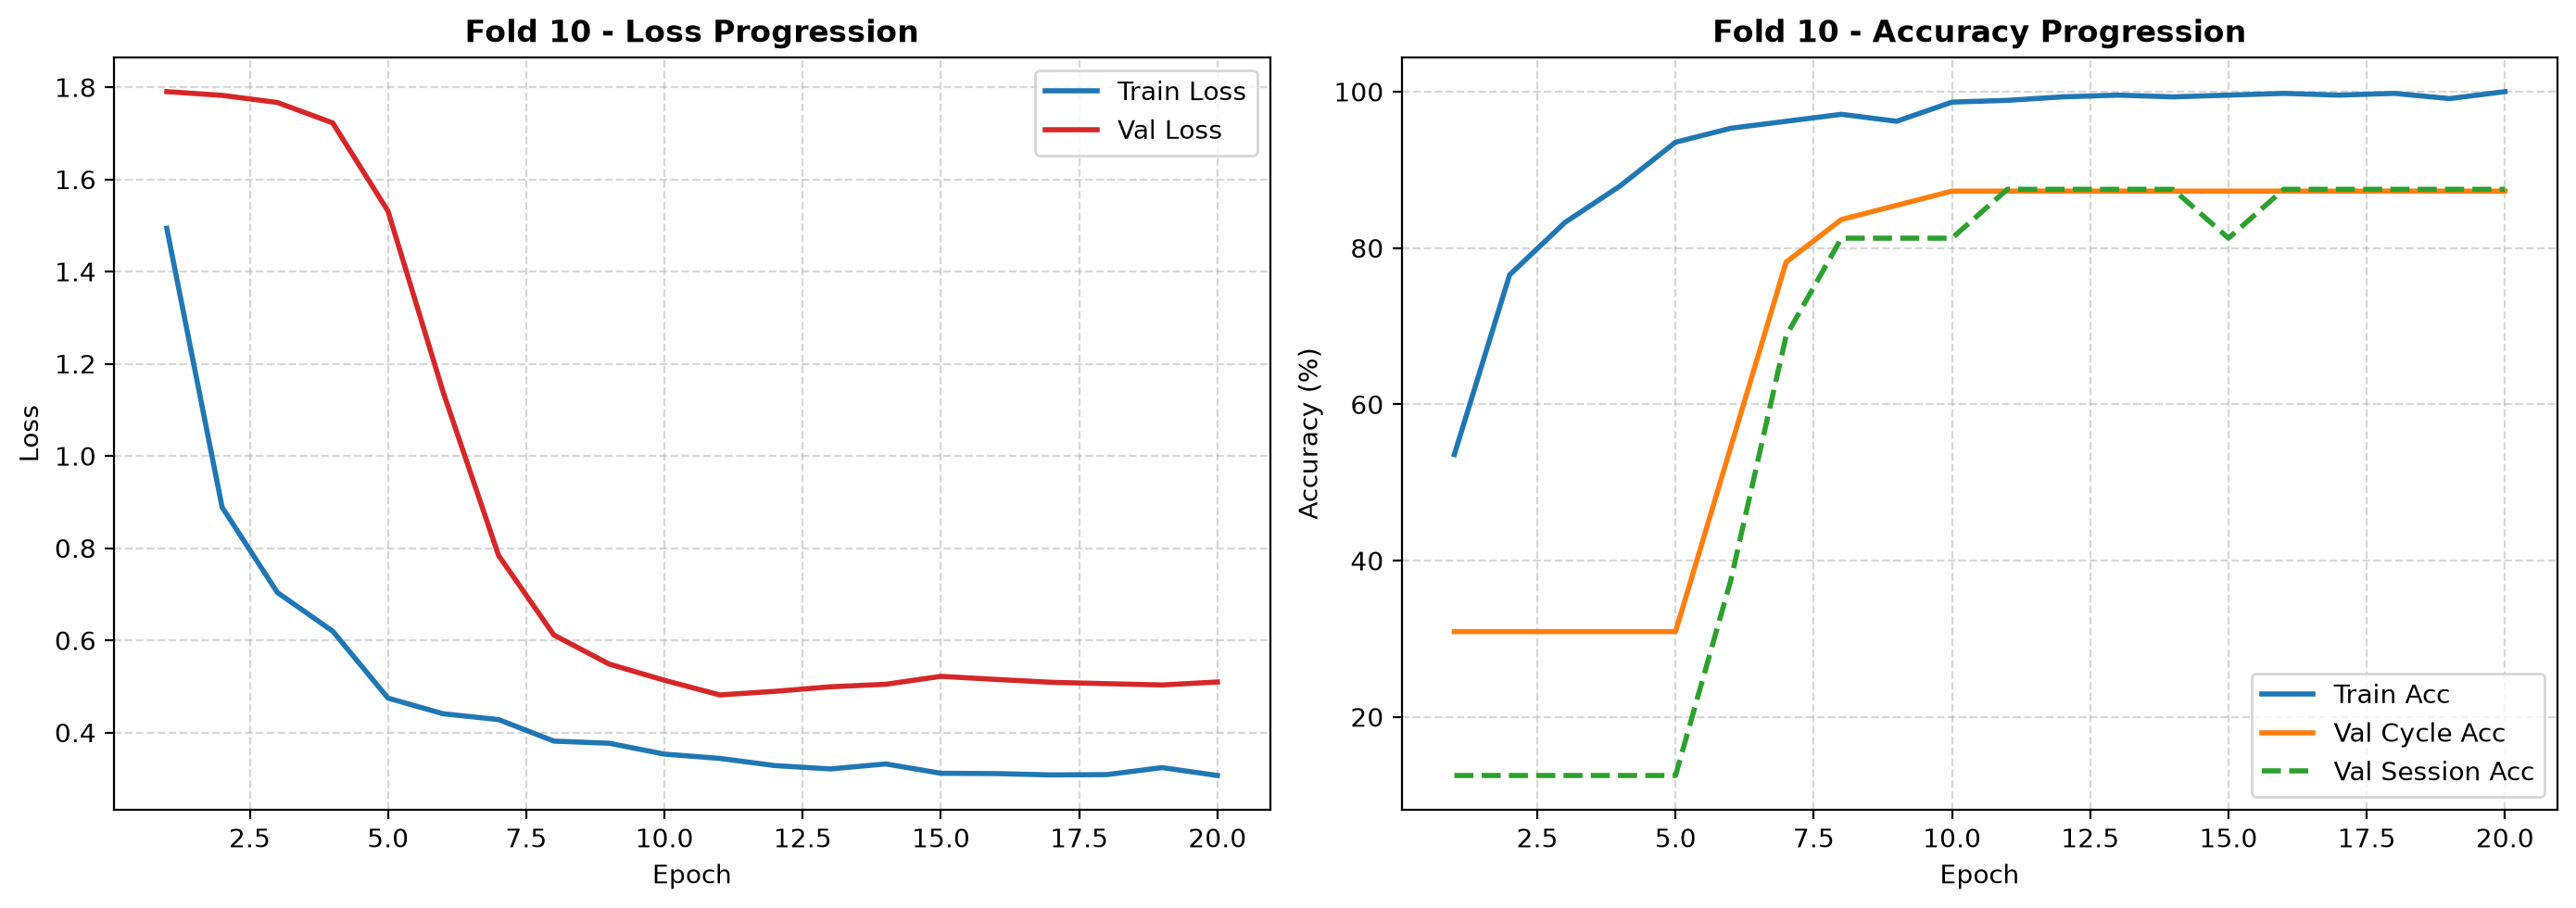 Fold 10 - Loss Progression
1.8
1.6
1.4
1.2
1.0
0.8
0.6
0.4
Loss
2.5 5.0 7.5 10.0 12.5 15.0 17.5 20.0
Epoch
Train Loss
Val Loss
Fold 10 - Accuracy Progression
100
80
60
40
20
Accuracy (%)
2.5 5.0 7.5 10.0 12.5 15.0 17.5 20.0
Epoch
Train Acc
Val Cycle Acc
Val Session Acc